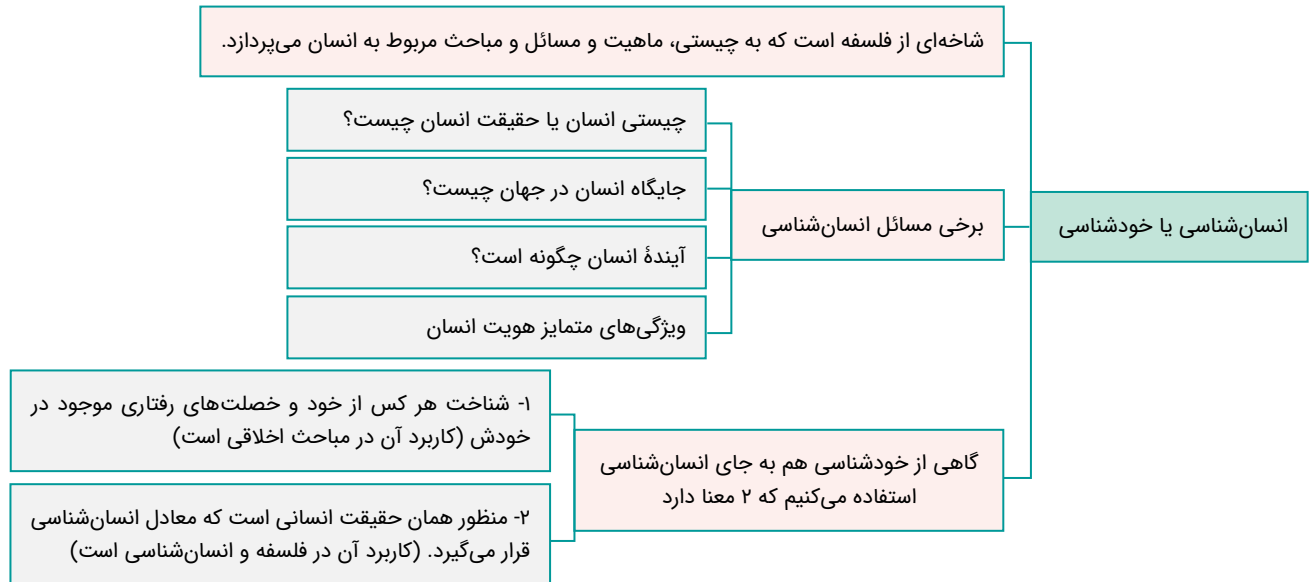 انسان‌شناسی یا خودشناسی
شاخه‌ای از فلسفه است که به چیستی، ماهیت و مسائل و مباحث مربوط به انسان می‌پردازد.
برخی مسائل انسان‌شناسی
چیستی انسان یا حقیقت انسان چیست؟
جایگاه انسان در جهان چیست؟
آیندهٔ انسان چگونه است؟
ویژگی‌های متمایز هویت انسان
گاهی از خودشناسی هم به جای انسان‌شناسی
استفاده می‌کنیم که ۲ معنا دارد
۱- شناخت هر کس از خود و خصلت‌های رفتاری موجود در
خودش (کاربرد آن در مباحث اخلاقی است)
۲- منظور همان حقیقت انسانی است که معادل انسان‌شناسی
قرار می‌گیرد. (کاربرد آن در فلسفه و انسان‌شناسی است)